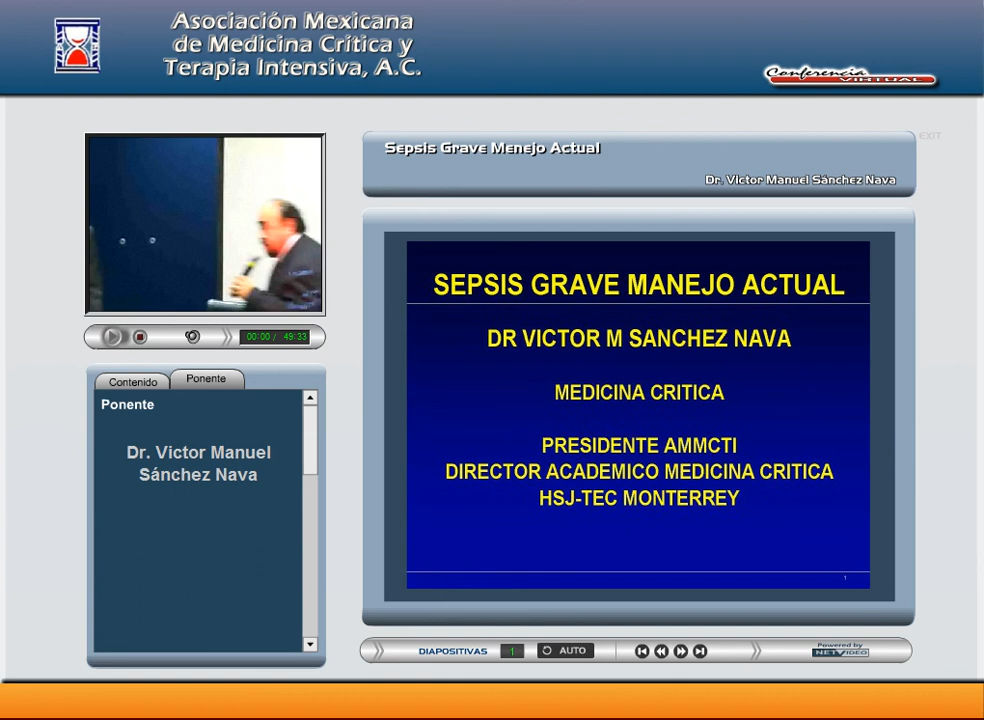 Asociación Mexicana
de Medicina Crítica y
Terapia Intensiva, A.C.
Conferencia
VIRTUAL
EXIT
Sepsis Grave Menejo Actual
Dr. Victor Manuel Sánchez Nava
SEPSIS GRAVE MANEJO ACTUAL
DR VICTOR M SANCHEZ NAVA
MEDICINA CRITICA
PRESIDENTE AMMCTI
DIRECTOR ACADEMICO MEDICINA CRITICA
HSJ-TEC MONTERREY
1
00:00 / 49:33
Contenido
Ponente
Ponente
Dr. Victor Manuel
Sánchez Nava
DIAPOSITIVAS
1
AUTO
Powered by
NETVIDEO